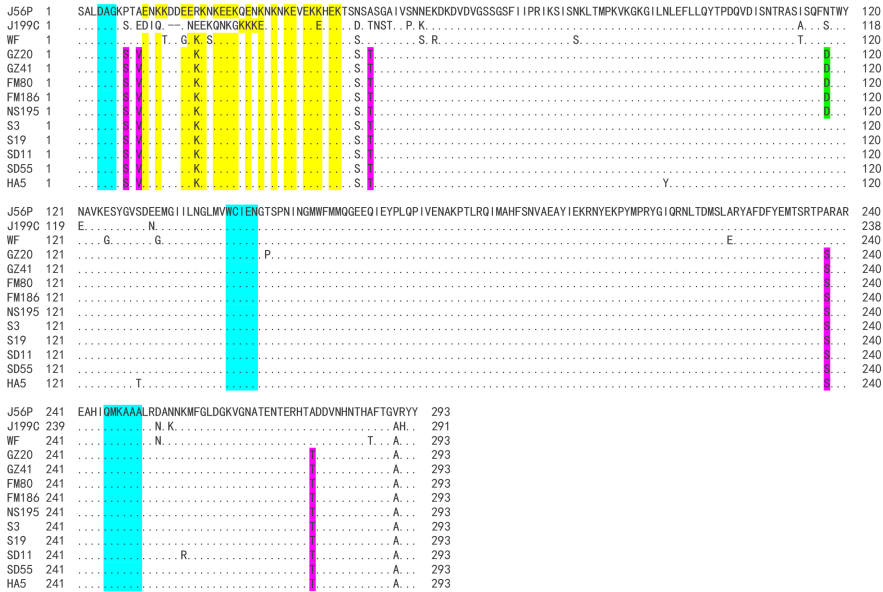 J56P 1 SALDAGKPTAENKKDDEERKNKEEKQENKNKNKEVEKKHEKTSNSASGAIVSNNEKDKDVDVGSSGSFIIPRIKSISNKLTMPKVKGKGILNLEFLLQYTPDQVDISNTRASISQFNTWY 120
J199C 1 .......S.EDIQ.--.NEEKQNKGKKKE........E.....D.TNST..P.K..........................................................A...S... 118
WF 1 .............T..G.K.S......................S.........S.R.....................S..................................T....... 120
GZ20 1 .......S.V........K........................S.T......................................................................D... 120
GZ41 1 .......S.V........K........................S.T......................................................................D... 120
FM80 1 .......S.V........K........................S.T......................................................................D... 120
FM186 1 .......S.V........K........................S.T......................................................................D... 120
NS195 1 .......S.V........K........................S.T......................................................................D... 120
S3 1 .......S.V........K........................S.T.......................................................................... 120
S19 1 .......S.V........K........................S.T.......................................................................... 120
SD11 1 .......S.V........K........................S.T.......................................................................... 120
SD55 1 .......S.V........K........................S.T.......................................................................... 120
HA5 1 .......S.V........K........................S.T.............................................Y............................ 120
J56P 121 NAVKESYGVSDEEMGIILNGLMVWCIENGTSPNINGMWFMMQGEEQIEYPLQPIVENAKPTLRQIMAHFSNVAEAYIEKRNYEKPYMPRYGIQRNLTDMSLARYAFDFYEMTSRTPARAR 240
J199C 119 E..........N............................................................................................................ 238
WF 121 ....G.......G........................................................................................E.................. 240
GZ20 121 .............................P......................................................................................S... 240
GZ41 121 ....................................................................................................................S... 240
FM80 121 ....................................................................................................................S... 240
FM186 121 ....................................................................................................................S... 240
NS195 121 ....................................................................................................................S... 240
S3 121 ....................................................................................................................S... 240
S19 121 ....................................................................................................................S... 240
SD11 121 ....................................................................................................................S... 240
SD55 121 ....................................................................................................................S... 240
HA5 121 .........T..........................................................................................................S... 240
J56P 241 EAHIQMKAAALRDANNKMFGLDGKVGNATENTERHTADDVNHNTHAFTGVRYY 293
J199C 239 ............N.K..................................AH.. 291
WF 241 ............N................................T...A... 293
GZ20 241 ....................................T............A... 293
GZ41 241 ....................................T............A... 293
FM80 241 ....................................T............A... 293
FM186 241 ....................................T............A... 293
NS195 241 ....................................T............A... 293
S3 241 ....................................T............A... 293
S19 241 ....................................T............A... 293
SD11 241 ................R...................T............A... 293
SD55 241 ....................................T............A... 293
HA5 241 ....................................T............A... 293